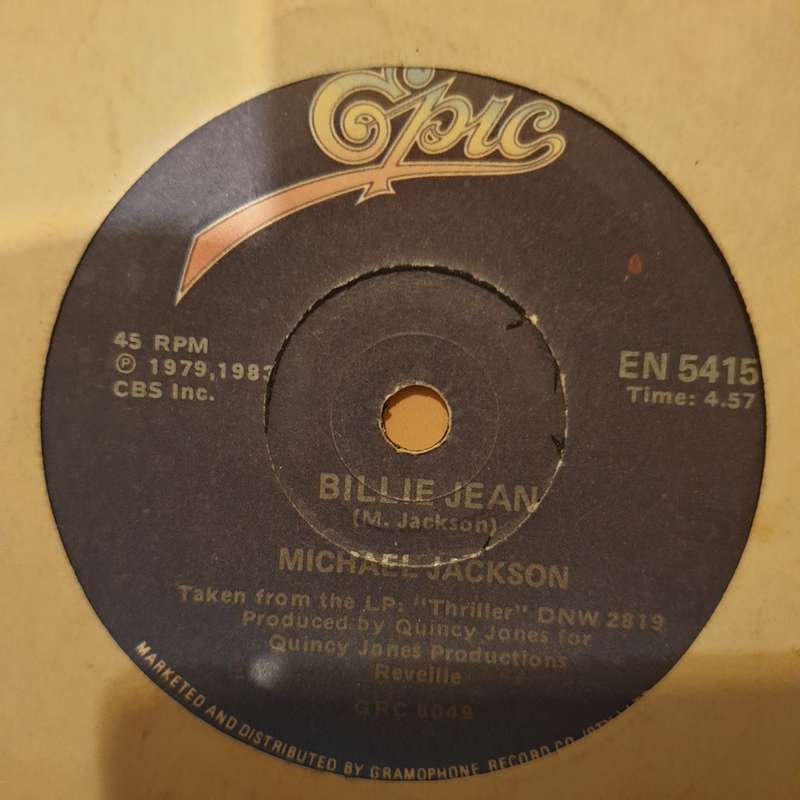 Epic
45 RPM
℗ 1979,1983
CBS Inc.
EN 5415
Time: 4.57
BILLIE JEAN
(M. Jackson)
MICHAEL JACKSON
Taken from the LP: "Thriller" DNW 2819
Produced by Quincy Jones for
Quincy Jones Productions
Reveille
GRC 8049
MARKETED AND DISTRIBUTED BY GRAMOPHONE RECORD CO.